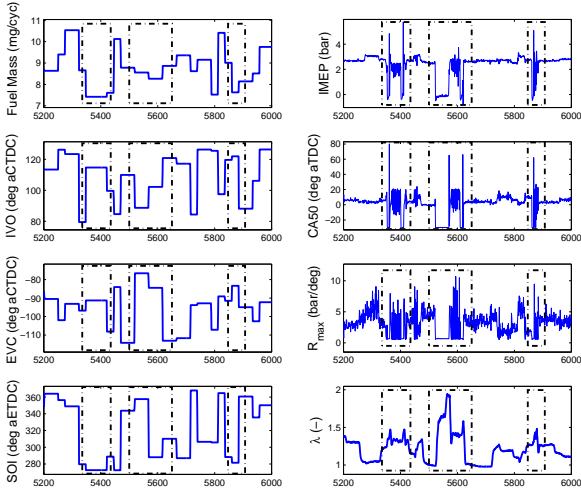 Fuel Mass (mg/cyc)
11
10
9
8
7
5200 5400 5600 5800 6000
IMEP (bar)
4
2
0
5200 5400 5600 5800 6000
IVO (deg aCTDC)
120
100
80
5200 5400 5600 5800 6000
CA50 (deg aTDC)
80
60
40
20
0
−20
5200 5400 5600 5800 6000
EVC (deg aCTDC)
−80
−90
−100
−110
5200 5400 5600 5800 6000
R_max (bar/deg)
10
5
0
5200 5400 5600 5800 6000
SOI (deg aETDC)
360
340
320
300
280
5200 5400 5600 5800 6000
λ (−)
2
1.5
1
5200 5400 5600 5800 6000